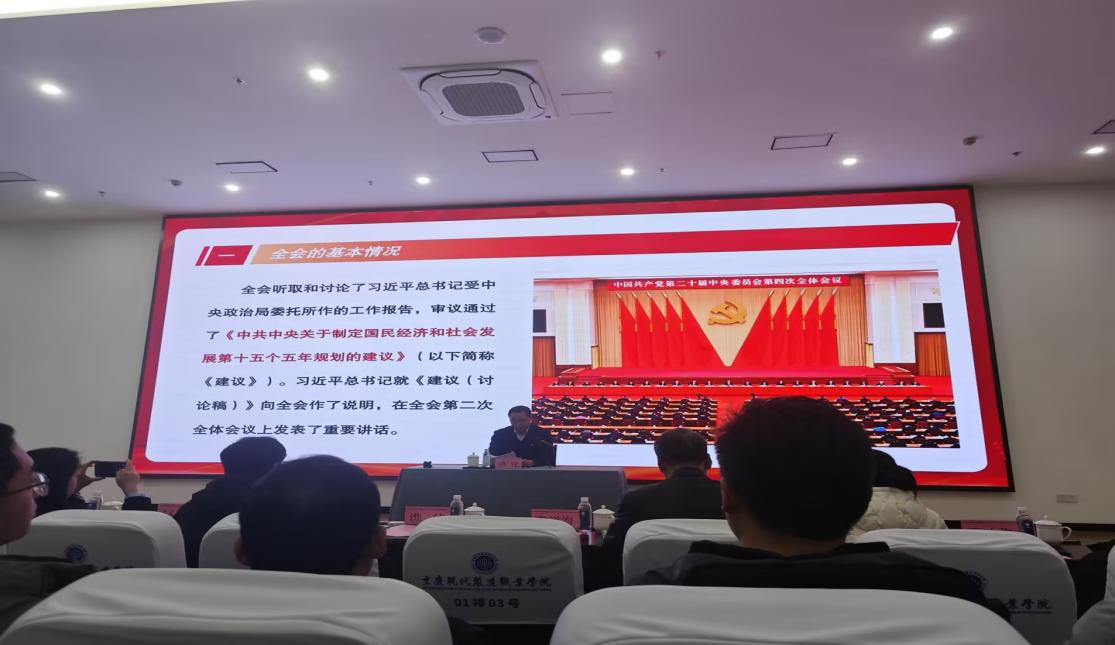 一
全会的基本情况
全会听取和讨论了习近平总书记受中
央政治局委托所作的工作报告，审议通过
了《中共中央关于制定国民经济和社会发
展第十五个五年规划的建议》（以下简称
《建议》）。习近平总书记就《建议（讨
论稿）》向全会作了说明，在全会第二次
全体会议上发表了重要讲话。
中国共产党第二十届中央委员会第四次全体会议
重庆现代制造职业学院
01排03号
业学院